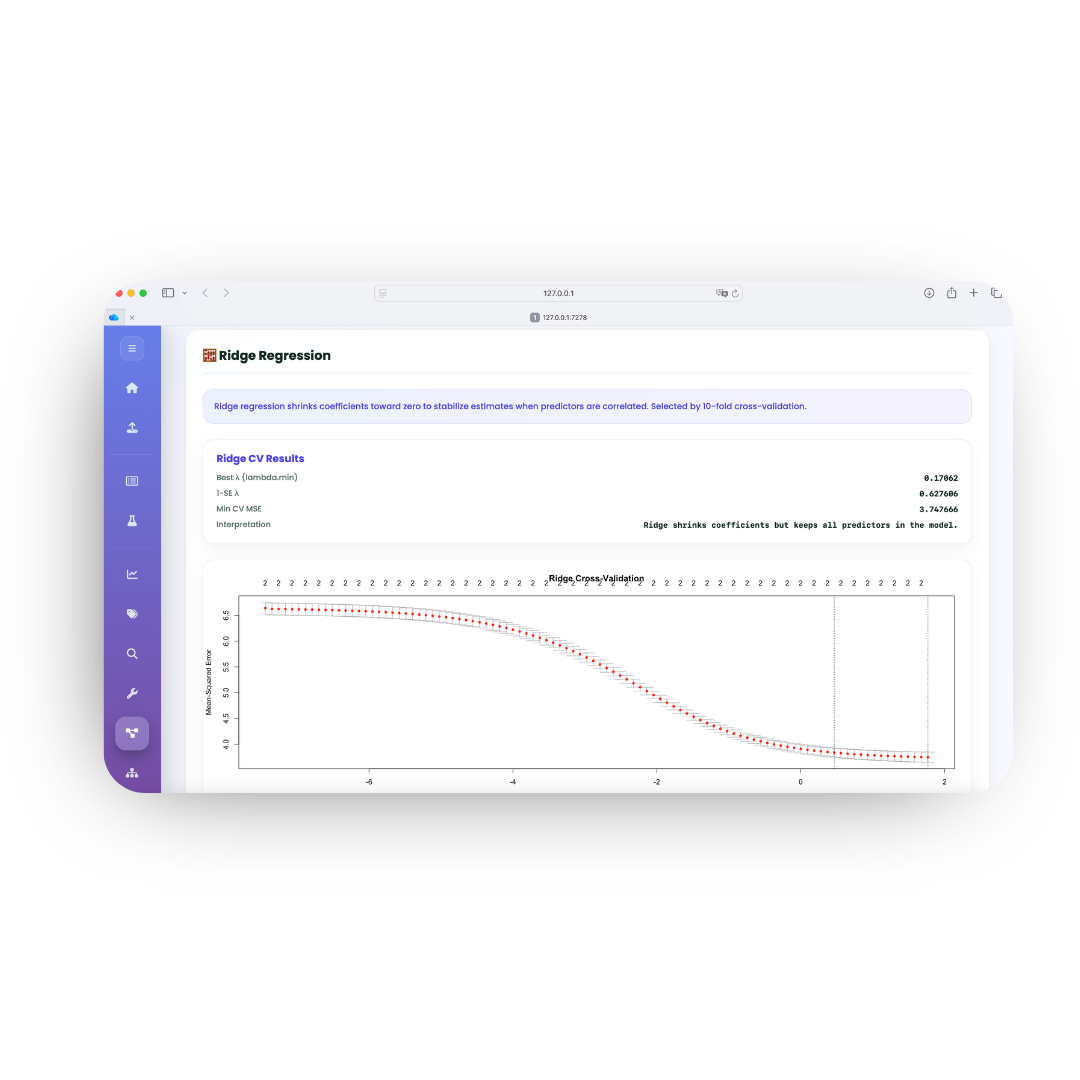 127.0.0.1
1 127.0.0.1:7278
Ridge Regression
Ridge regression shrinks coefficients toward zero to stabilize estimates when predictors are correlated. Selected by 10-fold cross-validation.
Ridge CV Results
Best λ (lambda.min) 0.17062
1-SE λ 0.627606
Min CV MSE 3.747666
Interpretation Ridge shrinks coefficients but keeps all predictors in the model.
Ridge Cross-Validation
2 2 2 2 2 2 2 2 2 2 2 2 2 2 2 2 2 2 2 2 2 2 2 2 2 2 2 2 2 2 2 2 2 2 2 2 2 2 2 2 2 2 2 2 2 2 2 2 2 2
Mean-Squared Error
6.5
6.0
5.5
5.0
4.5
4.0
-6 -4 -2 0 2